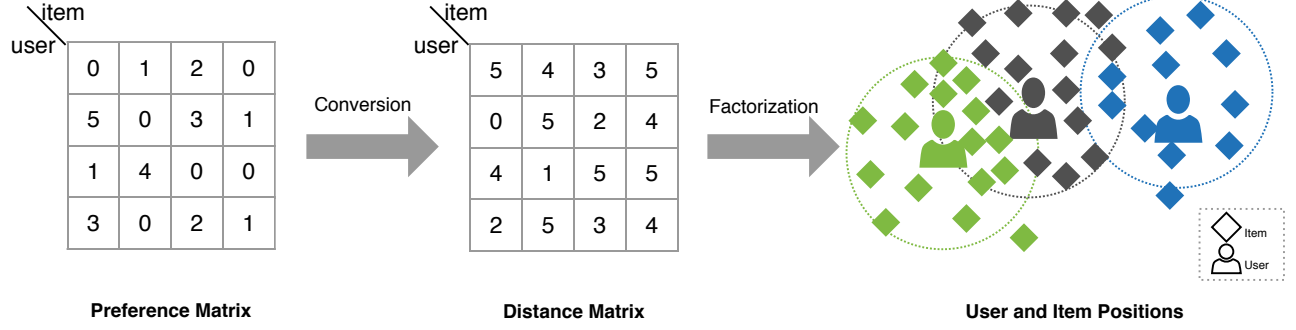 item
user
0 1 2 0
5 0 3 1
1 4 0 0
3 0 2 1
Preference Matrix
Conversion
item
user
5 4 3 5
0 5 2 4
4 1 5 5
2 5 3 4
Distance Matrix
Factorization
Item
User
User and Item Positions